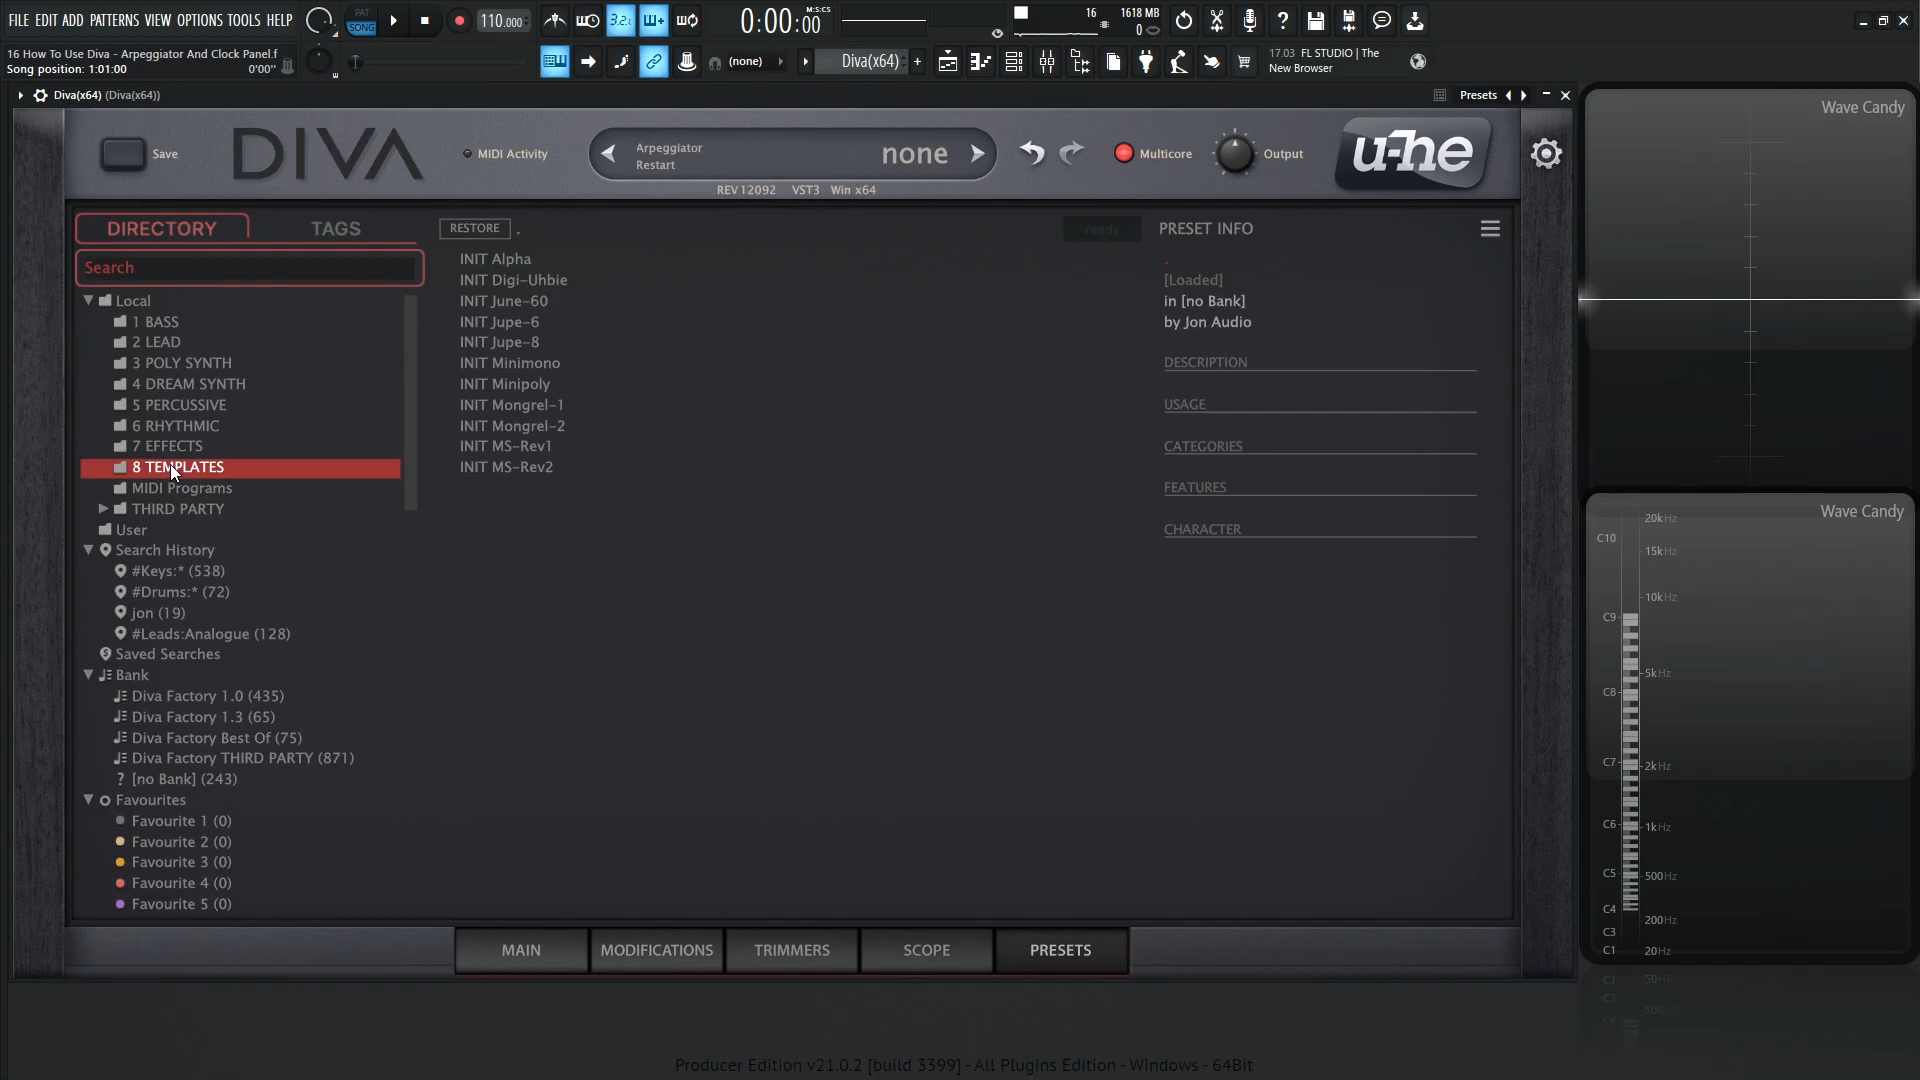 FILE EDIT ADD PATTERNS VIEW OPTIONS TOOLS HELP
PAT
SONG
110.000
3.2.
0:00:00
M:S:CS
16
1618 MB
0
16 How To Use Diva - Arpeggiator And Clock Panel.f
Song position: 1:01:00
0'00"
(none)
Diva(x64)
17.03 FL STUDIO | The
New Browser
Diva(x64) (Diva(x64))
Presets
Save
DIVA
MIDI Activity
Arpeggiator
Restart
none
Multicore
Output
u-he
REV12092 VST3 Win x64
DIRECTORY
TAGS
RESTORE
.
ready
PRESET INFO
Search
Local
1 BASS
2 LEAD
3 POLY SYNTH
4 DREAM SYNTH
5 PERCUSSIVE
6 RHYTHMIC
7 EFFECTS
8 TEMPLATES
MIDI Programs
THIRD PARTY
User
Search History
#Keys:* (538)
#Drums:* (72)
jon (19)
#Leads:Analogue (128)
Saved Searches
Bank
Diva Factory 1.0 (435)
Diva Factory 1.3 (65)
Diva Factory Best Of (75)
Diva Factory THIRD PARTY (871)
? [no Bank] (243)
Favourites
Favourite 1 (0)
Favourite 2 (0)
Favourite 3 (0)
Favourite 4 (0)
Favourite 5 (0)
INIT Alpha
INIT Digi-Uhbie
INIT June-60
INIT Jupe-6
INIT Jupe-8
INIT Minimono
INIT Minipoly
INIT Mongrel-1
INIT Mongrel-2
INIT MS-Rev1
INIT MS-Rev2
.
[Loaded]
in [no Bank]
by Jon Audio
DESCRIPTION
USAGE
CATEGORIES
FEATURES
CHARACTER
MAIN
MODIFICATIONS
TRIMMERS
SCOPE
PRESETS
Wave Candy
Wave Candy
20kHz
C10
15kHz
10kHz
C9
5kHz
C8
C7
2kHz
C6
1kHz
C5
500Hz
C4
200Hz
C3
C1
20Hz
Producer Edition v21.0.2 [build 3399] - All Plugins Edition - Windows - 64Bit